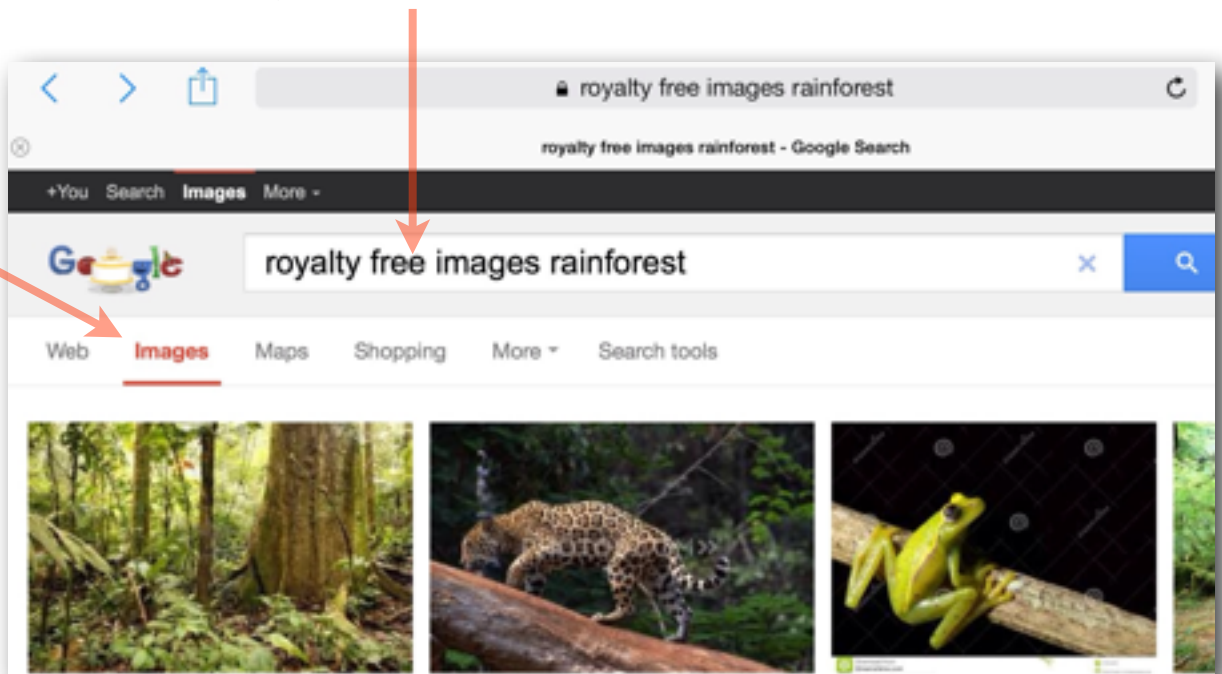 royalty free images rainforest
royalty free images rainforest - Google Search
+You Search Images More
Google
royalty free images rainforest
Web Images Maps Shopping More Search tools